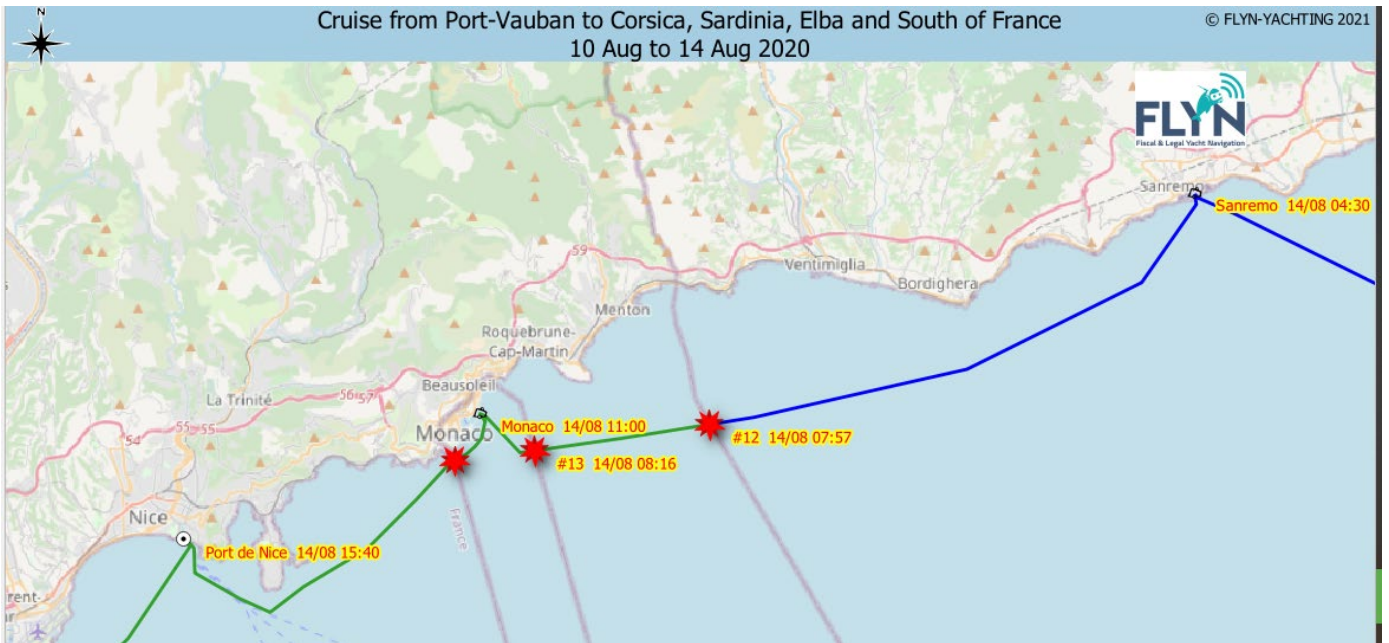 N
Cruise from Port-Vauban to Corsica, Sardinia, Elba and South of France
10 Aug to 14 Aug 2020
© FLYN-YACHTING 2021
FLYN
Fiscal & Legal Yacht Navigation
Sanremo
Sanremo 14/08 04:30
59
Ventimiglia
Bordighera
Menton
Roquebrune-
Cap-Martin
Beausoleil
La Trinité
56
57
55
55
54
Monaco
Monaco 14/08 11:00
#12 14/08 07:57
#13 14/08 08:16
France
Nice
Port de Nice 14/08 15:40